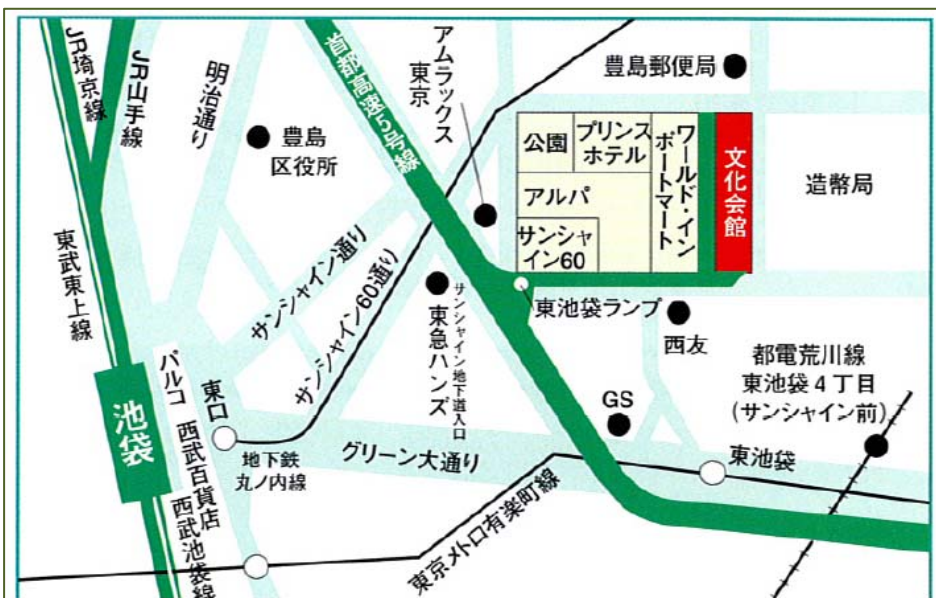 JR埼京線
JR山手線
明治通り
豊島
区役所
首都高速5号線
アムラックス
東京
豊島郵便局
公園
プリンス
ホテル
ワールド・イン
ポートマート
文化会館
造幣局
アルパ
サンシャ
イン60
東武東上線
サンシャイン通り
サンシャイン60通り
サンシャイン地下道入口
東急ハンズ
東池袋ランプ
西友
都電荒川線
東池袋4丁目
(サンシャイン前)
池袋
パルコ
西武百貨店
西武池袋線
東口
地下鉄
丸ノ内線
グリーン大通り
GS
東池袋
東京メトロ有楽町線